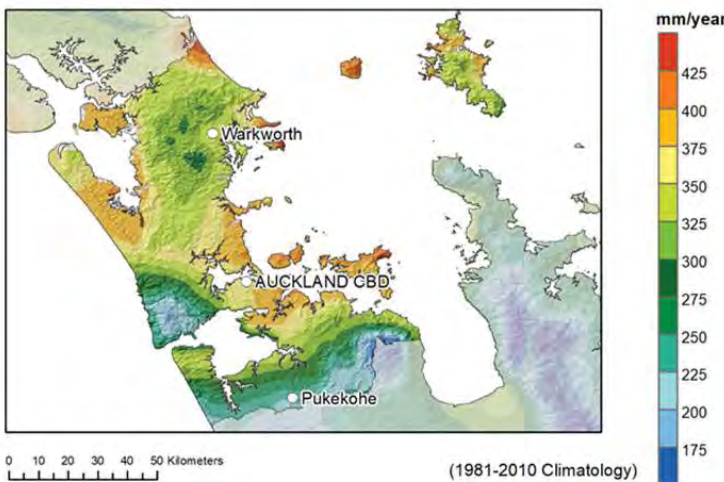 mm/year
425
400
375
350
325
300
275
250
225
200
175
Warkworth
AUCKLAND CBD
Pukekohe
0 10 20 30 40 50 Kilometers
(1981-2010 Climatology)